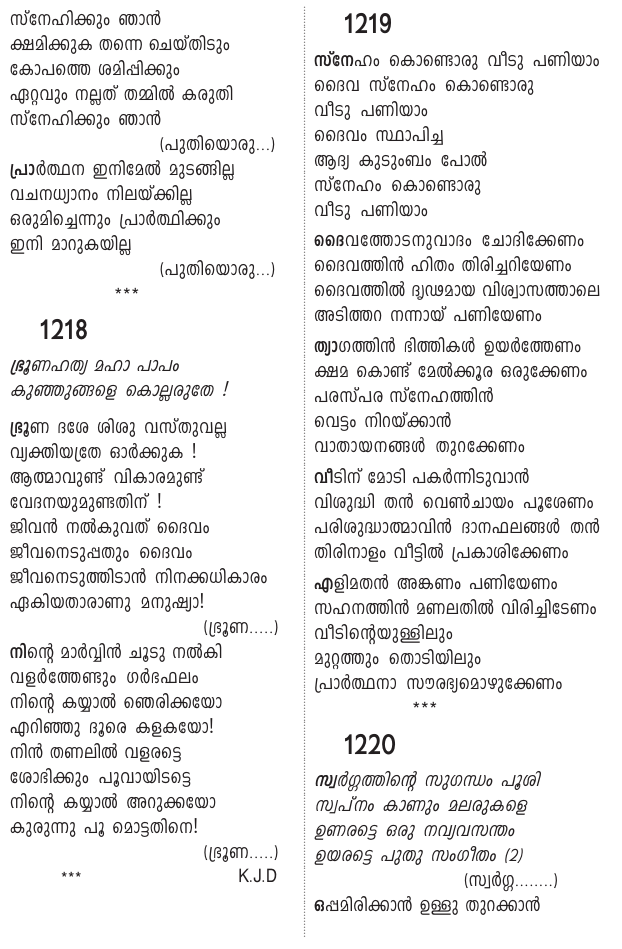 സ്നേഹിക്കും ഞാൻ
ക്ഷമിക്കുക തന്നെ ചെയ്തിടും
കോപത്തെ ശമിപ്പിക്കും
ഏറ്റവും നല്ലത് തമ്മിൽ കരുതി
സ്നേഹിക്കും ഞാൻ
(പുതിയൊരു...)
പ്രാർത്ഥന ഇനിമേൽ മുടങ്ങില്ല
വചനധ്യാനം നിലയ്ക്കില്ല
ഒരുമിച്ചെന്നും പ്രാർത്ഥിക്കും
ഇനി മാറുകയില്ല
(പുതിയൊരു...)
***
1218
ഭ്രൂണഹത്യ മഹാ പാപം
കുഞ്ഞുങ്ങളെ കൊല്ലരുതേ !
ഭ്രൂണ ദശേ ശിശു വസ്തുവല്ല
വ്യക്തിയത്രേ ഓർക്കുക !
ആത്മാവുണ്ട് വികാരമുണ്ട്
വേദനയുമുണ്ടതിന് !
ജിവൻ നൽകുവത് ദൈവം
ജീവനെടുപ്പതും ദൈവം
ജീവനെടുത്തിടാൻ നിനക്കധികാരം
ഏകിയതാരാണു മനുഷ്യാ!
(ഭ്രൂണ.....)
നിന്റെ മാർവ്വിൻ ചൂടു നൽകി
വളർത്തേണ്ടും ഗർഭഫലം
നിന്റെ കയ്യാൽ ഞെരിക്കയോ
എറിഞ്ഞു ദൂരെ കളകയോ!
നിൻ തണലിൽ വളരട്ടെ
ശോഭിക്കും പൂവായിടട്ടെ
നിന്റെ കയ്യാൽ അറുക്കയോ
കുരുന്നു പൂ മൊട്ടതിനെ!
(ഭ്രൂണ.....)
*** K.J.D
1219
സ്നേഹം കൊണ്ടൊരു വീടു പണിയാം
ദൈവ സ്നേഹം കൊണ്ടൊരു
വീടു പണിയാം
ദൈവം സ്ഥാപിച്ച
ആദ്യ കുടുംബം പോൽ
സ്നേഹം കൊണ്ടൊരു
വീടു പണിയാം
ദൈവത്തോടനുവാദം ചോദിക്കേണം
ദൈവത്തിൻ ഹിതം തിരിച്ചറിയേണം
ദൈവത്തിൽ ദൃഢമായ വിശ്വാസത്താലെ
അടിത്തറ നന്നായ് പണിയേണം
ത്യാഗത്തിൻ ഭിത്തികൾ ഉയർത്തേണം
ക്ഷമ കൊണ്ട് മേൽക്കൂര ഒരുക്കേണം
പരസ്പര സ്നേഹത്തിൻ
വെട്ടം നിറയ്ക്കാൻ
വാതായനങ്ങൾ തുറക്കേണം
വീടിന് മോടി പകർന്നിടുവാൻ
വിശുദ്ധി തൻ വെൺചായം പൂശേണം
പരിശുദ്ധാത്മാവിൻ ദാനഫലങ്ങൾ തൻ
തിരിനാളം വീട്ടിൽ പ്രകാശിക്കേണം
എളിമതൻ അങ്കണം പണിയേണം
സഹനത്തിൻ മണലതിൽ വിരിച്ചിടേണം
വീടിന്റെയുള്ളിലും
മുറ്റത്തും തൊടിയിലും
പ്രാർത്ഥനാ സൗരഭ്യമൊഴുക്കേണം
***
1220
സ്വർഗ്ഗത്തിന്റെ സുഗന്ധം പൂശി
സ്വപ്നം കാണും മലരുകളെ
ഉണരട്ടെ ഒരു നവ്യവസന്തം
ഉയരട്ടെ പുതു സംഗീതം (2)
(സ്വർഗ്ഗ........)
ഒപ്പമിരിക്കാൻ ഉള്ളു തുറക്കാൻ